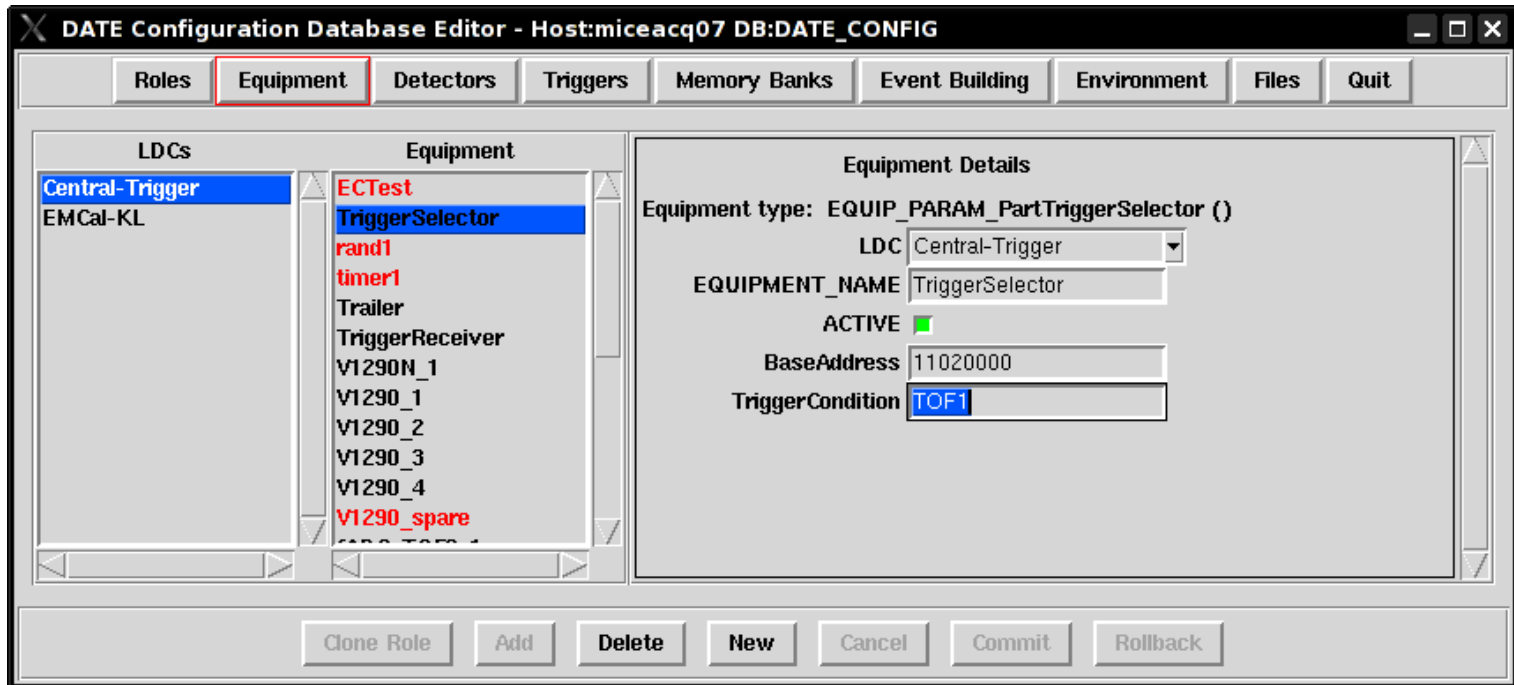 DATE Configuration Database Editor - Host:miceacq07 DB:DATE_CONFIG
Roles Equipment Detectors Triggers Memory Banks Event Building Environment Files Quit
LDCs
Central-Trigger
EMCal-KL
Equipment
ECTest
TriggerSelector
rand1
timer1
Trailer
TriggerReceiver
V1290N_1
V1290_1
V1290_2
V1290_3
V1290_4
V1290_spare
Equipment Details
Equipment type: EQUIP_PARAM_PartTriggerSelector ()
LDC Central-Trigger
EQUIPMENT_NAME TriggerSelector
ACTIVE
BaseAddress 11020000
TriggerCondition TOF1
Clone Role Add Delete New Cancel Commit Rollback